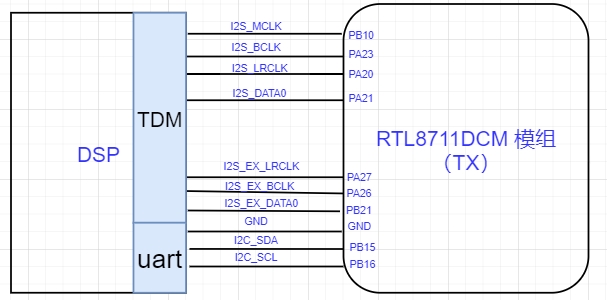 I2S_MCLK
PB10
I2S_BCLK
PA23
I2S_LRCLK
PA20
I2S_DATA0
PA21
TDM
DSP
RTL8711DCM 模组
（TX）
I2S_EX_LRCLK
PA27
I2S_EX_BCLK
PA26
I2S_EX_DATA0
PB21
GND
GND
uart
I2C_SDA
PB15
I2C_SCL
PB16